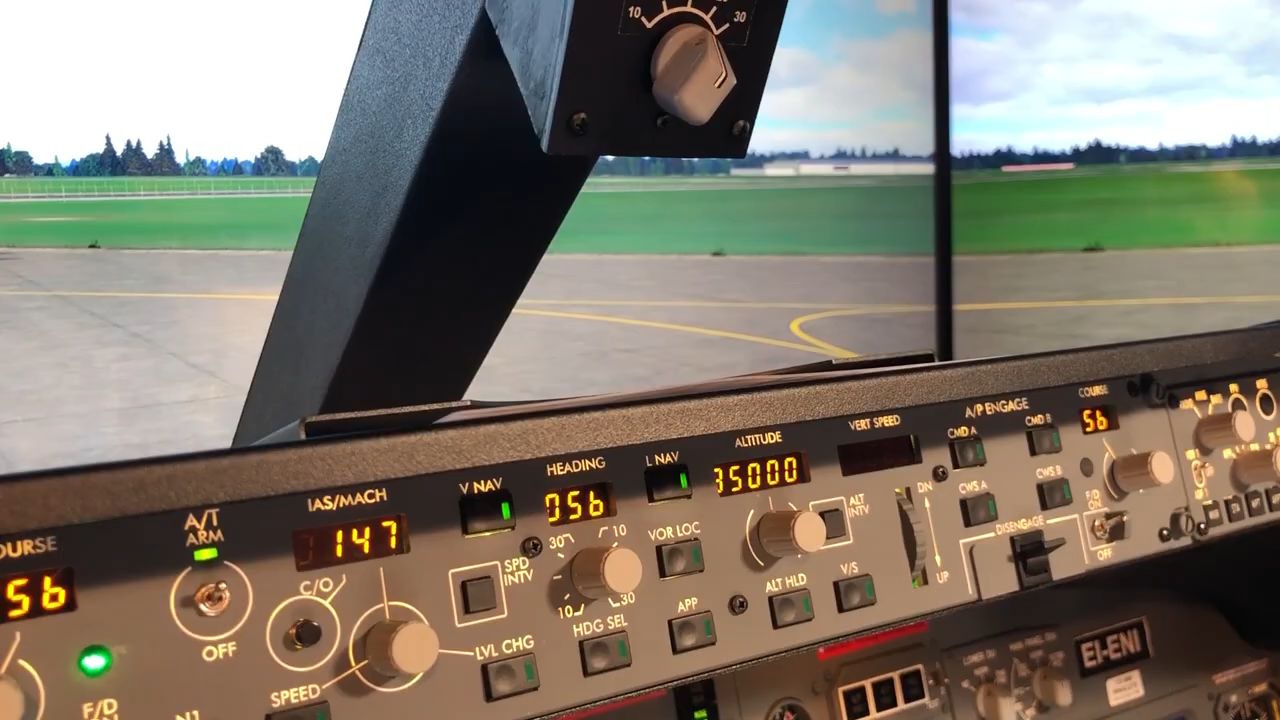 10
30
COURSE
56
A/P ENGAGE
CMD A
CMD B
VERT SPEED
ALTITUDE
35000
L NAV
HEADING
056
V NAV
IAS/MACH
147
A/T
ARM
OURSE
56
DN
CWS A
CWS B
ALT
INTV
F/D
ON
OFF
DISENGAGE
VOR LOC
10
30
30
10
SPD
INTV
C/O
OFF
UP
V/S
ALT HLD
APP
HDG SEL
LVL CHG
SPEED
F/D
N1
EI-ENI